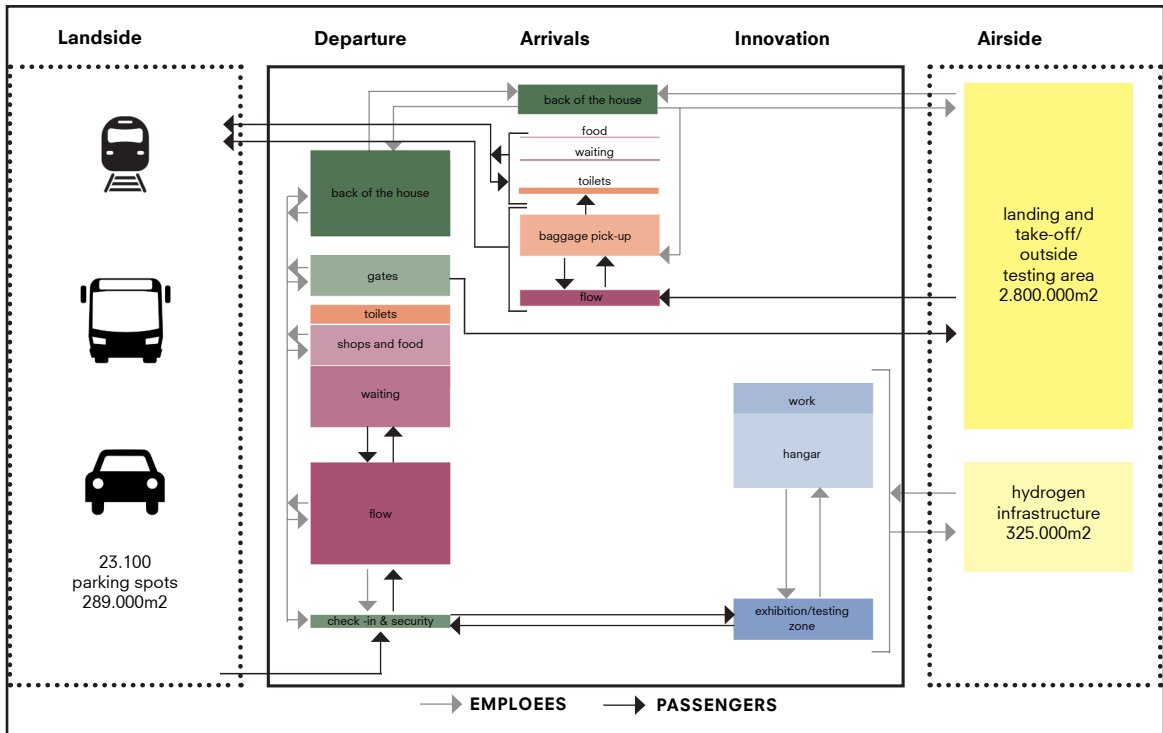 Landside
Departure
Arrivals
Innovation
Airside
23.100
parking spots
289.000m2
back of the house
gates
toilets
shops and food
waiting
flow
check -in & security
back of the house
food
waiting
toilets
baggage pick-up
flow
work
hangar
exhibition/testing
zone
landing and
take-off/
outside
testing area
2.800.000m2
hydrogen
infrastructure
325.000m2
EMPLOEES
PASSENGERS